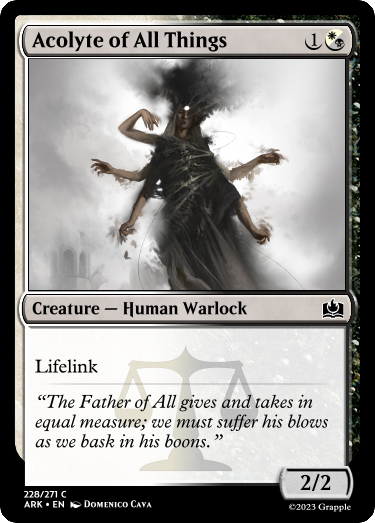 Acolyte of All Things 1
Creature — Human Warlock
Lifelink
“The Father of All gives and takes in
equal measure; we must suffer his blows
as we bask in his boons.”
2/2
228/271 C
ARK • EN Domenico Cava
©2023 Grapple